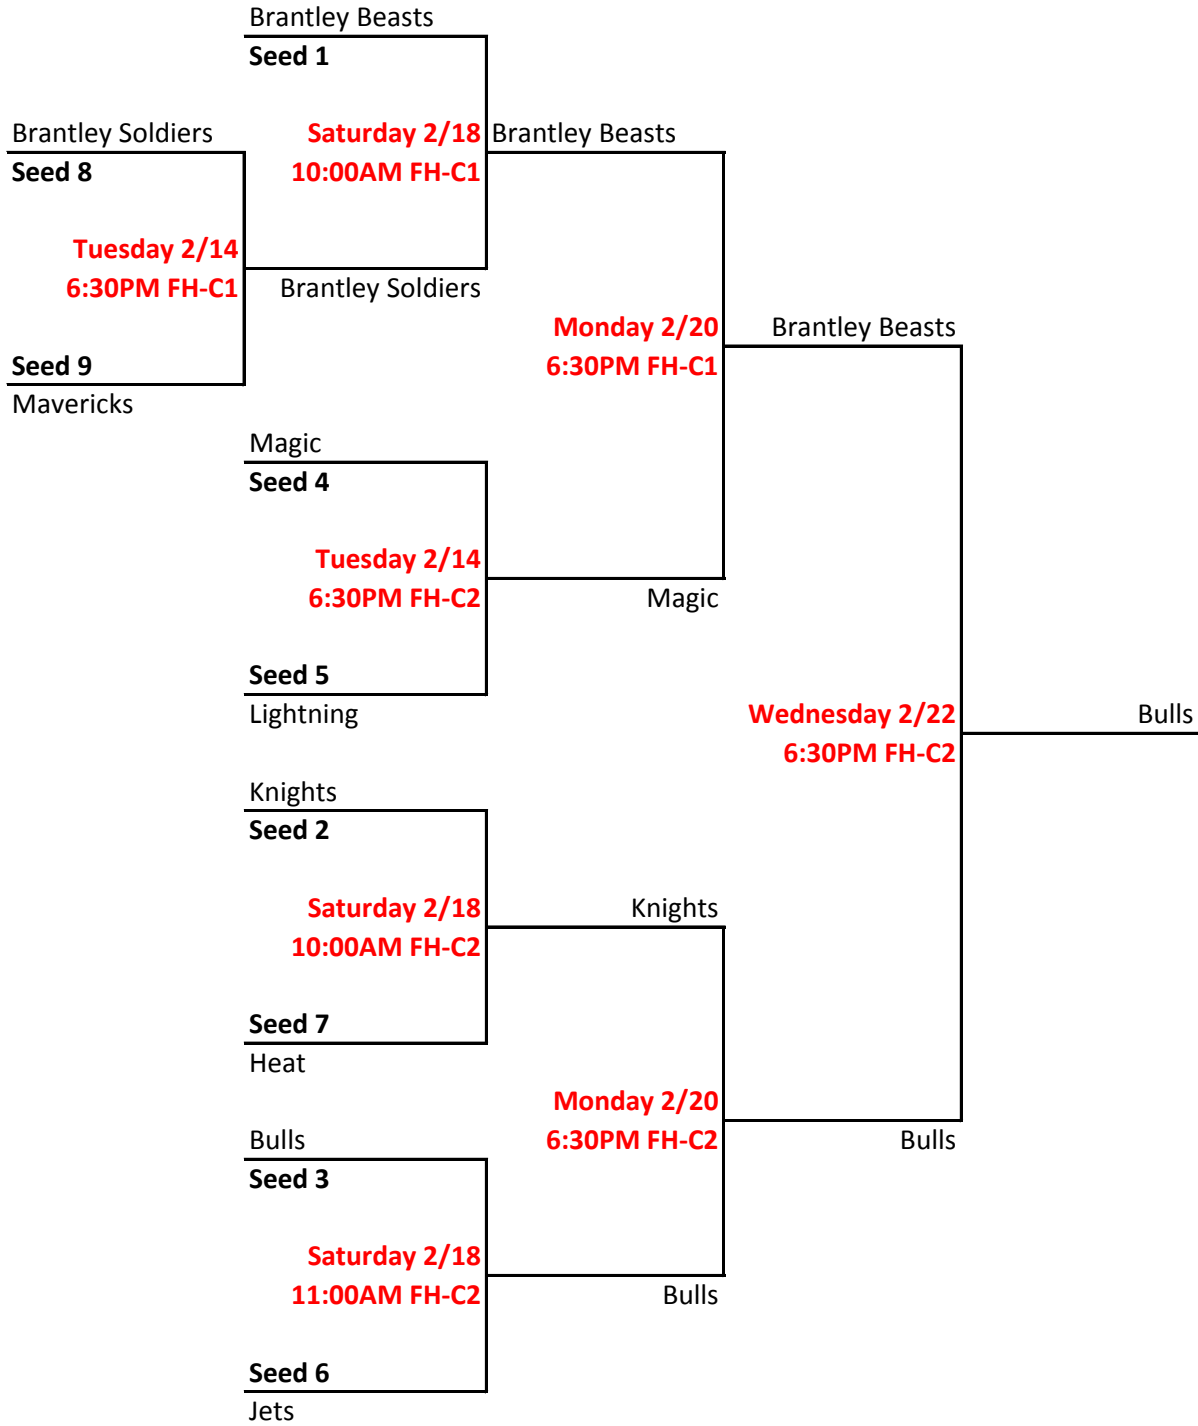 Brantley Beasts
Seed 1
Brantley Soldiers
Seed 8
Saturday 2/18
10:00AM FH-C1
Brantley Beasts
Tuesday 2/14
6:30PM FH-C1
Brantley Soldiers
Seed 9
Mavericks
Monday 2/20
6:30PM FH-C1
Brantley Beasts
Magic
Seed 4
Tuesday 2/14
6:30PM FH-C2
Magic
Seed 5
Lightning
Wednesday 2/22
6:30PM FH-C2
Bulls
Knights
Seed 2
Saturday 2/18
10:00AM FH-C2
Knights
Seed 7
Heat
Monday 2/20
6:30PM FH-C2
Bulls
Bulls
Seed 3
Saturday 2/18
11:00AM FH-C2
Bulls
Seed 6
Jets